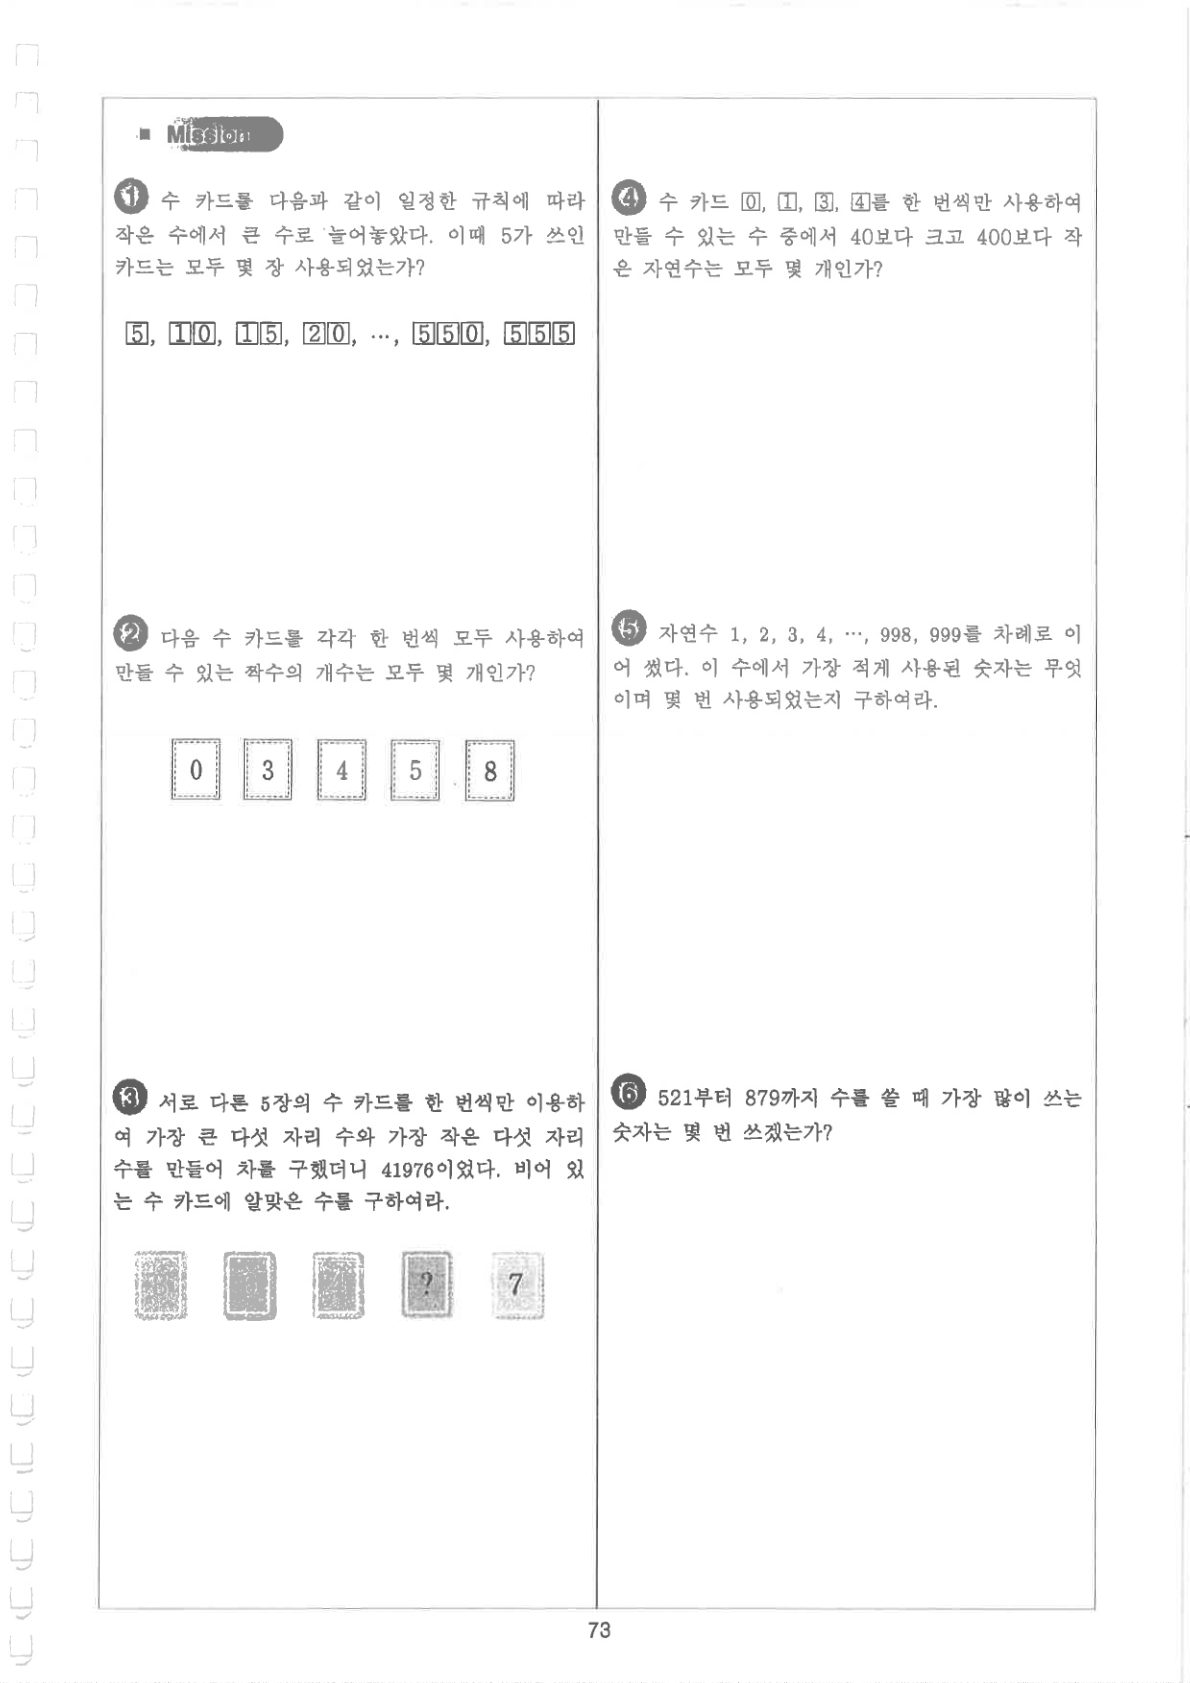 Mission
1 수 카드를 다음과 같이 일정한 규칙에 따라
작은 수에서 큰 수로 늘어놓았다. 이때 5가 쓰인
카드는 모두 몇 장 사용되었는가?
5, 10, 15, 20, …, 550, 555
2 다음 수 카드를 각각 한 번씩 모두 사용하여
만들 수 있는 짝수의 개수는 모두 몇 개인가?
0 3 4 5 8
3 서로 다른 5장의 수 카드를 한 번씩만 이용하
여 가장 큰 다섯 자리 수와 가장 작은 다섯 자리
수를 만들어 차를 구했더니 41976이었다. 비어 있
는 수 카드에 알맞은 수를 구하여라.
? 7
4 수 카드 0, 1, 3, 4를 한 번씩만 사용하여
만들 수 있는 수 중에서 40보다 크고 400보다 작
은 자연수는 모두 몇 개인가?
5 자연수 1, 2, 3, 4, …, 998, 999를 차례로 이
어 썼다. 이 수에서 가장 적게 사용된 숫자는 무엇
이며 몇 번 사용되었는지 구하여라.
6 521부터 879까지 수를 쓸 때 가장 많이 쓰는
숫자는 몇 번 쓰겠는가?
73